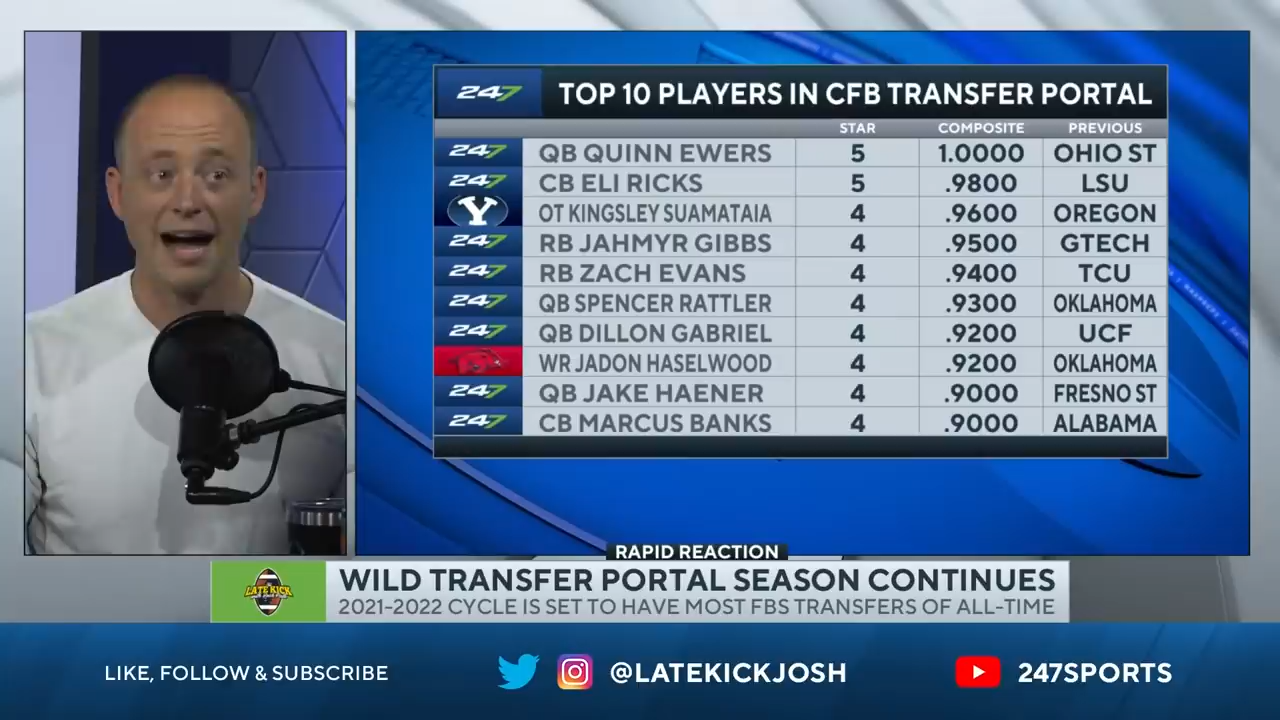 247 TOP 10 PLAYERS IN CFB TRANSFER PORTAL
STAR COMPOSITE PREVIOUS
247 QB QUINN EWERS 5 1.0000 OHIO ST
247 CB ELI RICKS 5 .9800 LSU
Y OT KINGSLEY SUAMATAIA 4 .9600 OREGON
247 RB JAHMYR GIBBS 4 .9500 GTECH
247 RB ZACH EVANS 4 .9400 TCU
247 QB SPENCER RATTLER 4 .9300 OKLAHOMA
247 QB DILLON GABRIEL 4 .9200 UCF
WR JADON HASELWOOD 4 .9200 OKLAHOMA
247 QB JAKE HAENER 4 .9000 FRESNO ST
247 CB MARCUS BANKS 4 .9000 ALABAMA
RAPID REACTION
LATE KICK
WILD TRANSFER PORTAL SEASON CONTINUES
2021-2022 CYCLE IS SET TO HAVE MOST FBS TRANSFERS OF ALL-TIME
LIKE, FOLLOW & SUBSCRIBE @LATEKICKJOSH 247SPORTS